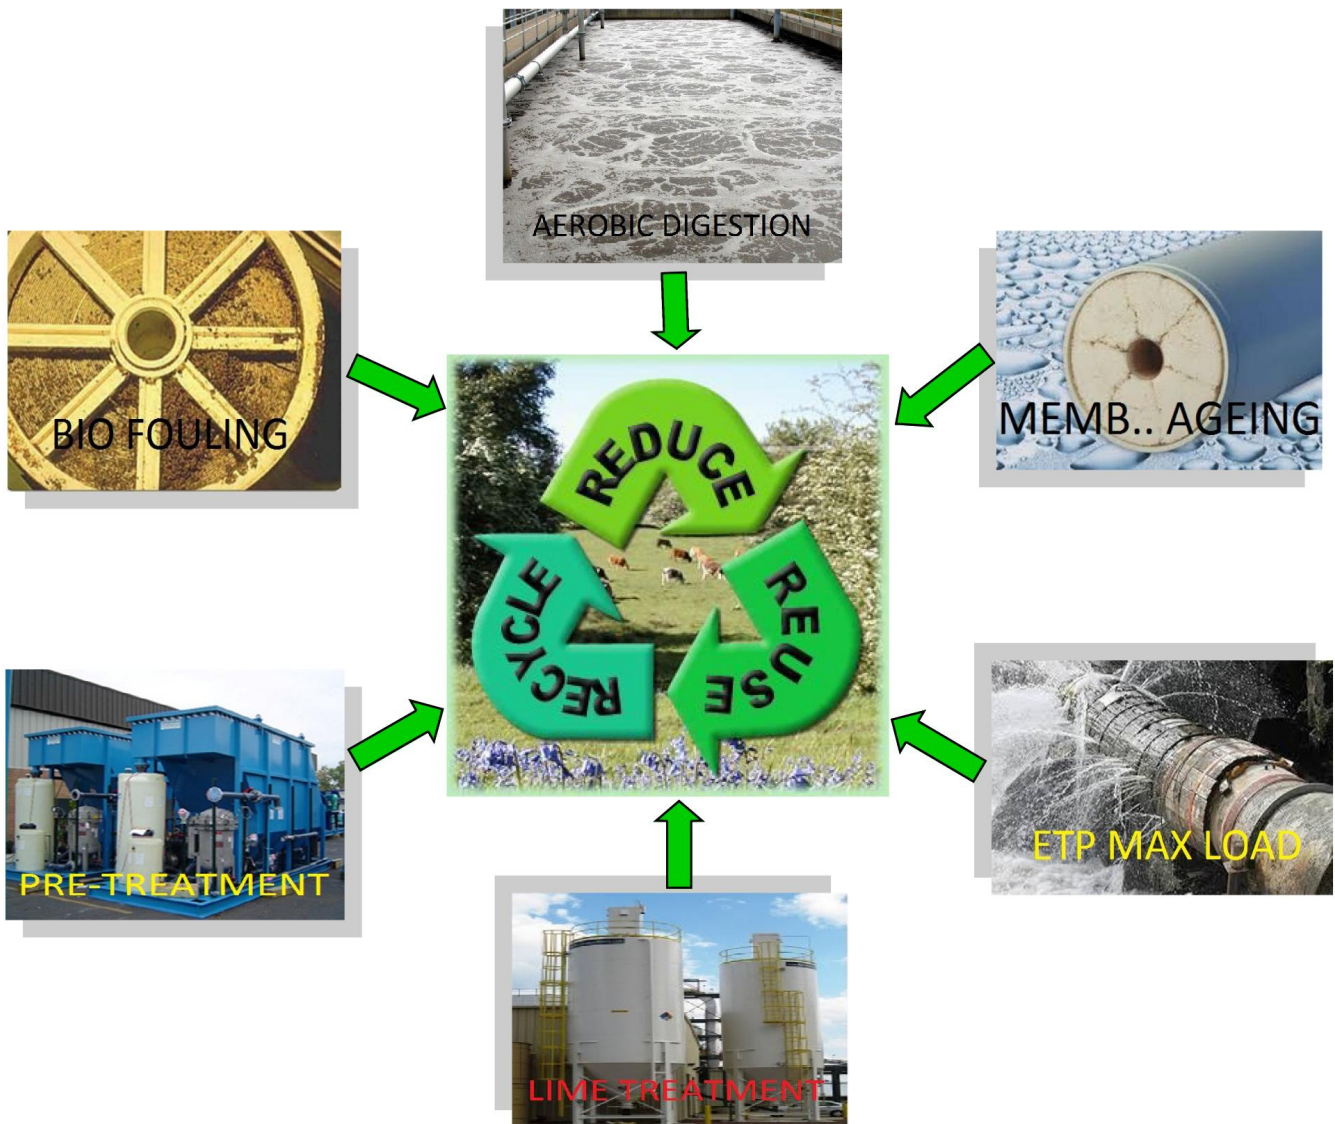 AEROBIC DIGESTION
BIO FOULING
MEMB.. AGEING
REDUCE
REUSE
RECYCLE
PRE-TREATMENT
ETP MAX LOAD
LIME TREATMENT